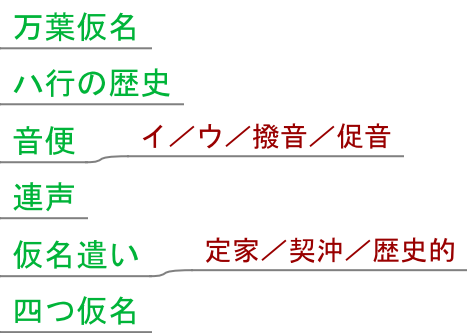 万葉仮名
ハ行の歴史
音便
イ／ウ／撥音／促音
連声
仮名遣い
定家／契沖／歴史的
四つ仮名